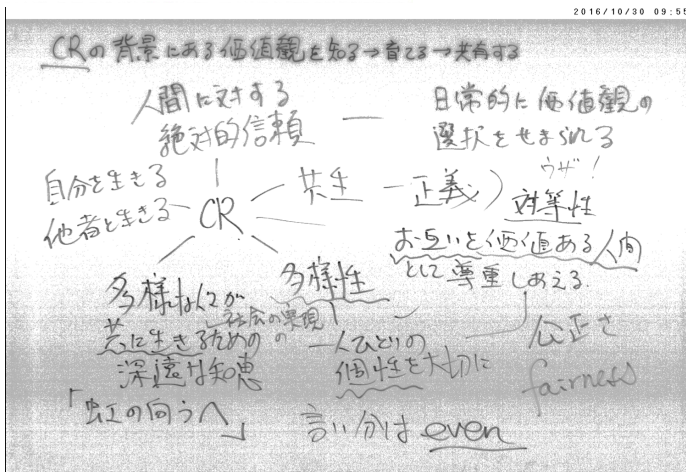 2016/10/30 09:55
CRの背景にある価値観を知る→育てる→共有する
人間に対する
絶対的信頼
日常的に価値観の
選択をせまられる
自分を生きる
他者と生きる
CR
共生
正義
ウザ!
対等性
お互いを価値ある人間
として尊重しあえる
多様な人々が
共に生きるための
社会の実現の
深遠な知恵
「虹の向うへ」
多様性
一人ひとりの
個性を大切に
公正さ
fairness
言い分は even